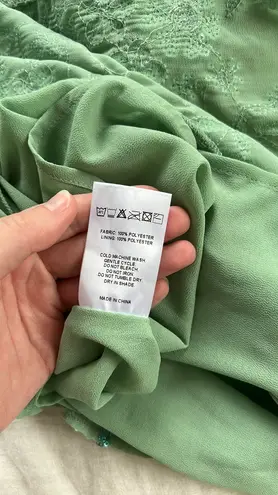 FABRIC: 100% POLYESTER
LINING: 100% POLYESTER
COLD MACHINE WASH
GENTLE CYCLE
DO NOT BLEACH
DO NOT IRON
DO NOT TUMBLE DRY
DRY IN SHADE
MADE IN CHINA